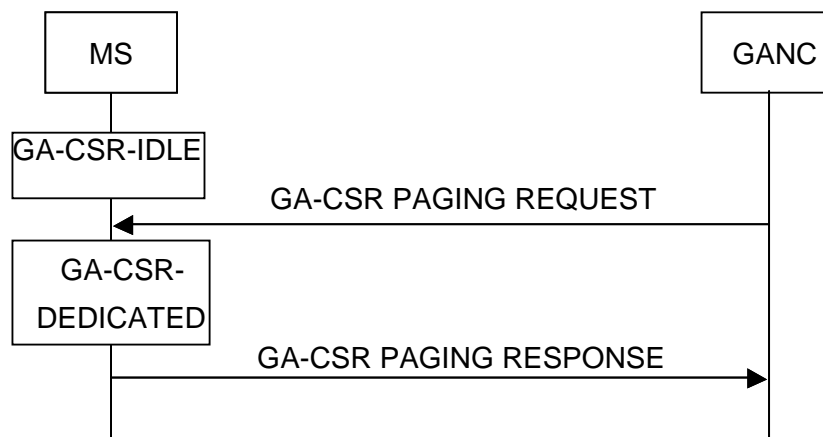 MS
GANC
GA-CSR-IDLE
GA-CSR PAGING REQUEST
GA-CSR-
DEDICATED
GA-CSR PAGING RESPONSE